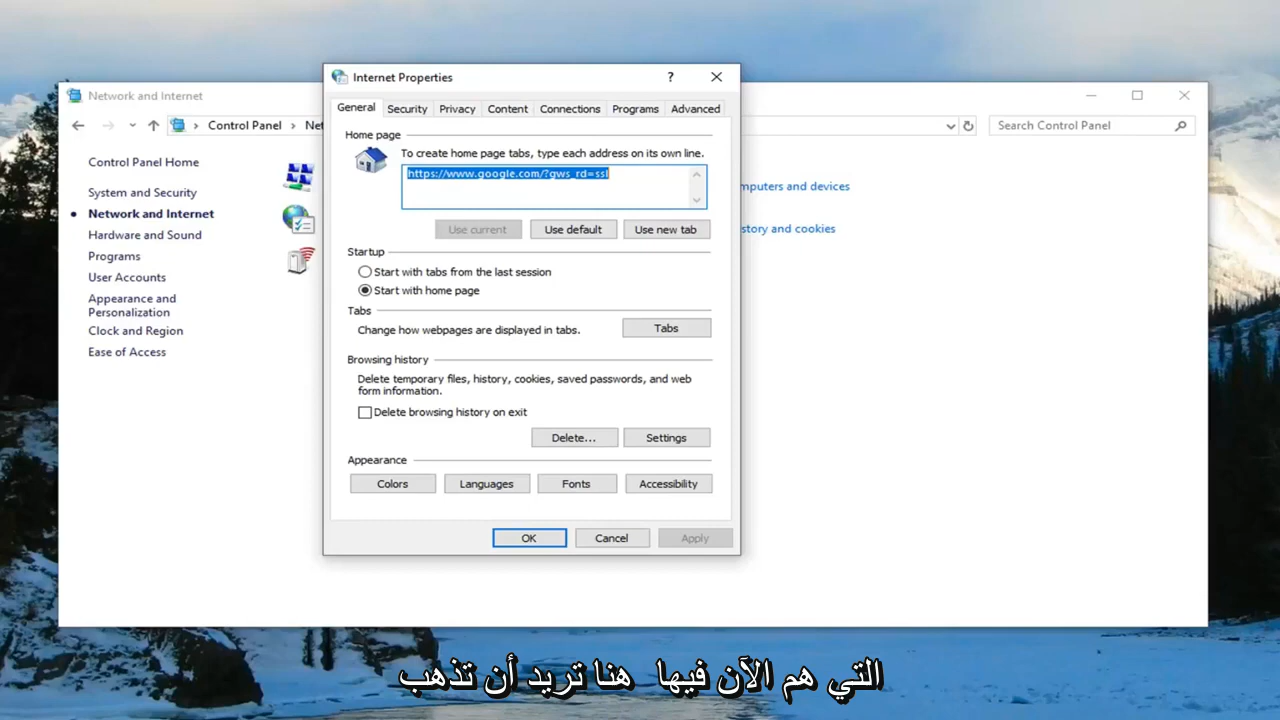 Internet Properties
?
General Security Privacy Content Connections Programs Advanced
Home page
To create home page tabs, type each address on its own line.
https://www.google.com/?gws_rd=ssl
Use current Use default Use new tab
Startup
Start with tabs from the last session
Start with home page
Tabs
Change how webpages are displayed in tabs. Tabs
Browsing history
Delete temporary files, history, cookies, saved passwords, and web
form information.
Delete browsing history on exit
Delete... Settings
Appearance
Colors Languages Fonts Accessibility
OK Cancel Apply
Network and Internet
Control Panel › Net
Search Control Panel
Control Panel Home
System and Security
Network and Internet
Hardware and Sound
Programs
User Accounts
Appearance and
Personalization
Clock and Region
Ease of Access
mputers and devices
story and cookies
التي هم الآن فيها هنا تريد أن تذهب